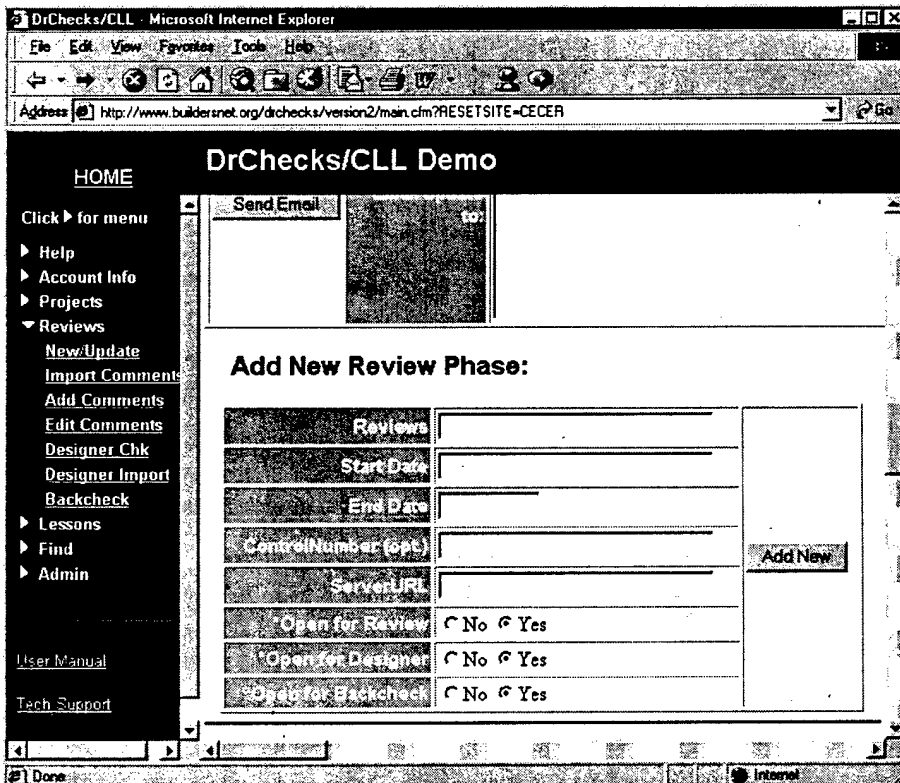 DrChecks/CLL - Microsoft Internet Explorer
File Edit View Favorites Tools Help
Address http://www.buildersnet.org/drchecks/version2/main.cfm?RESETSITE=CECER Go
HOME
DrChecks/CLL Demo
Click for menu
Help
Account Info
Projects
Reviews
New/Update
Import Comments
Add Comments
Edit Comments
Designer Chk
Designer Import
Backcheck
Lessons
Find
Admin
User Manual
Tech Support
Send Email
to:
Add New Review Phase:
Reviews
Start Date
End Date
ControlNumber (opt.)
ServerURL
*Open for Review No Yes
*Open for Designer No Yes
*Open for Backcheck No Yes
Add New
Done
Internet